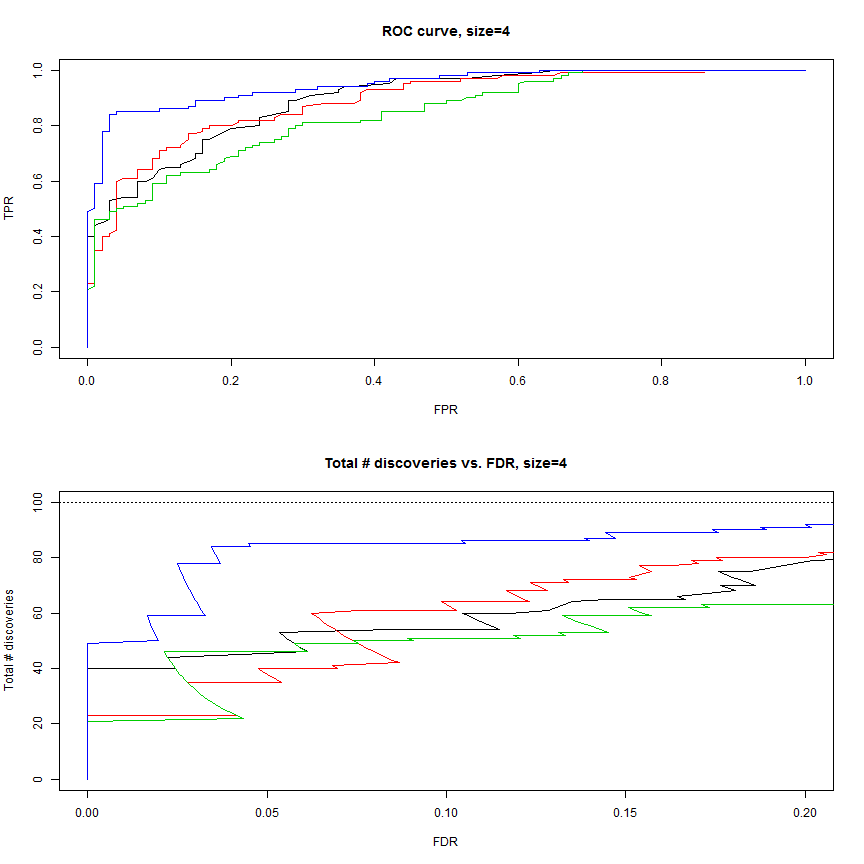 ROC curve, size=4
TPR
1.0
0.8
0.6
0.4
0.2
0.0
0.0 0.2 0.4 0.6 0.8 1.0
FPR
Total # discoveries vs. FDR, size=4
Total # discoveries
100
80
60
40
20
0
0.00 0.05 0.10 0.15 0.20
FDR